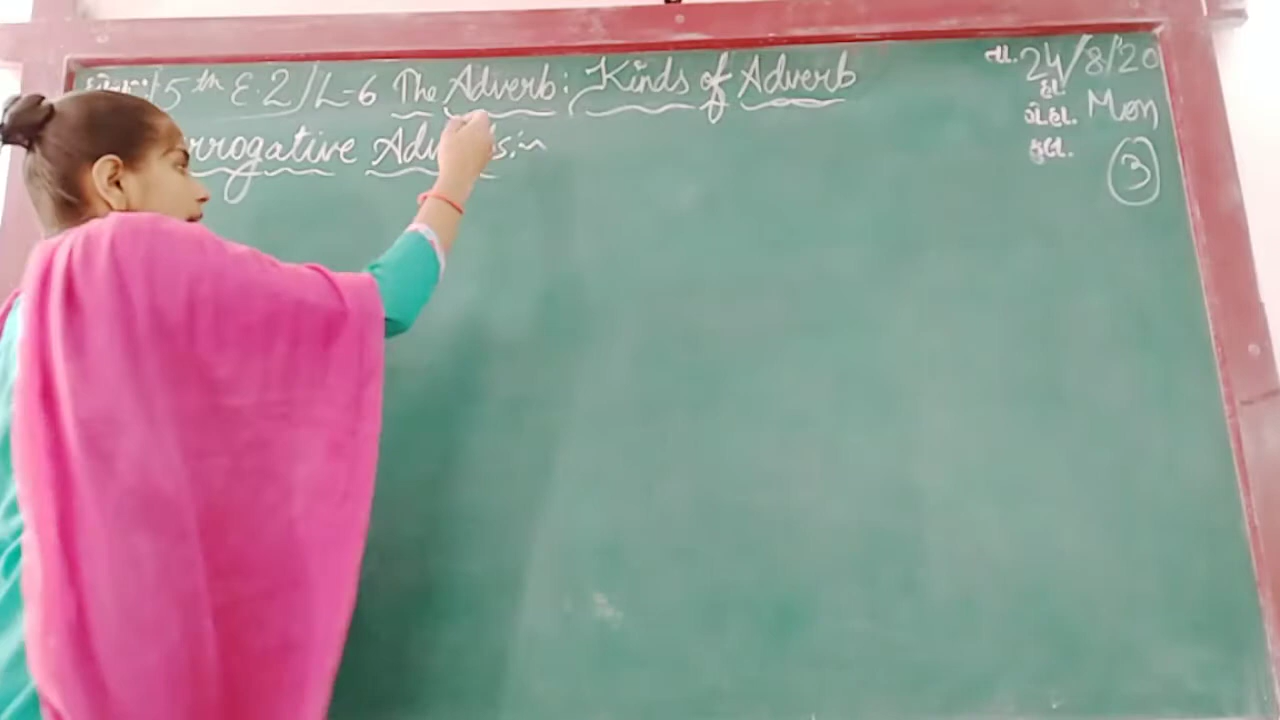 5th E.2 / L-6 The Adverb: Kinds of Adverb
rrogative Adv s:~
તા. 24/8/20
Mon
3